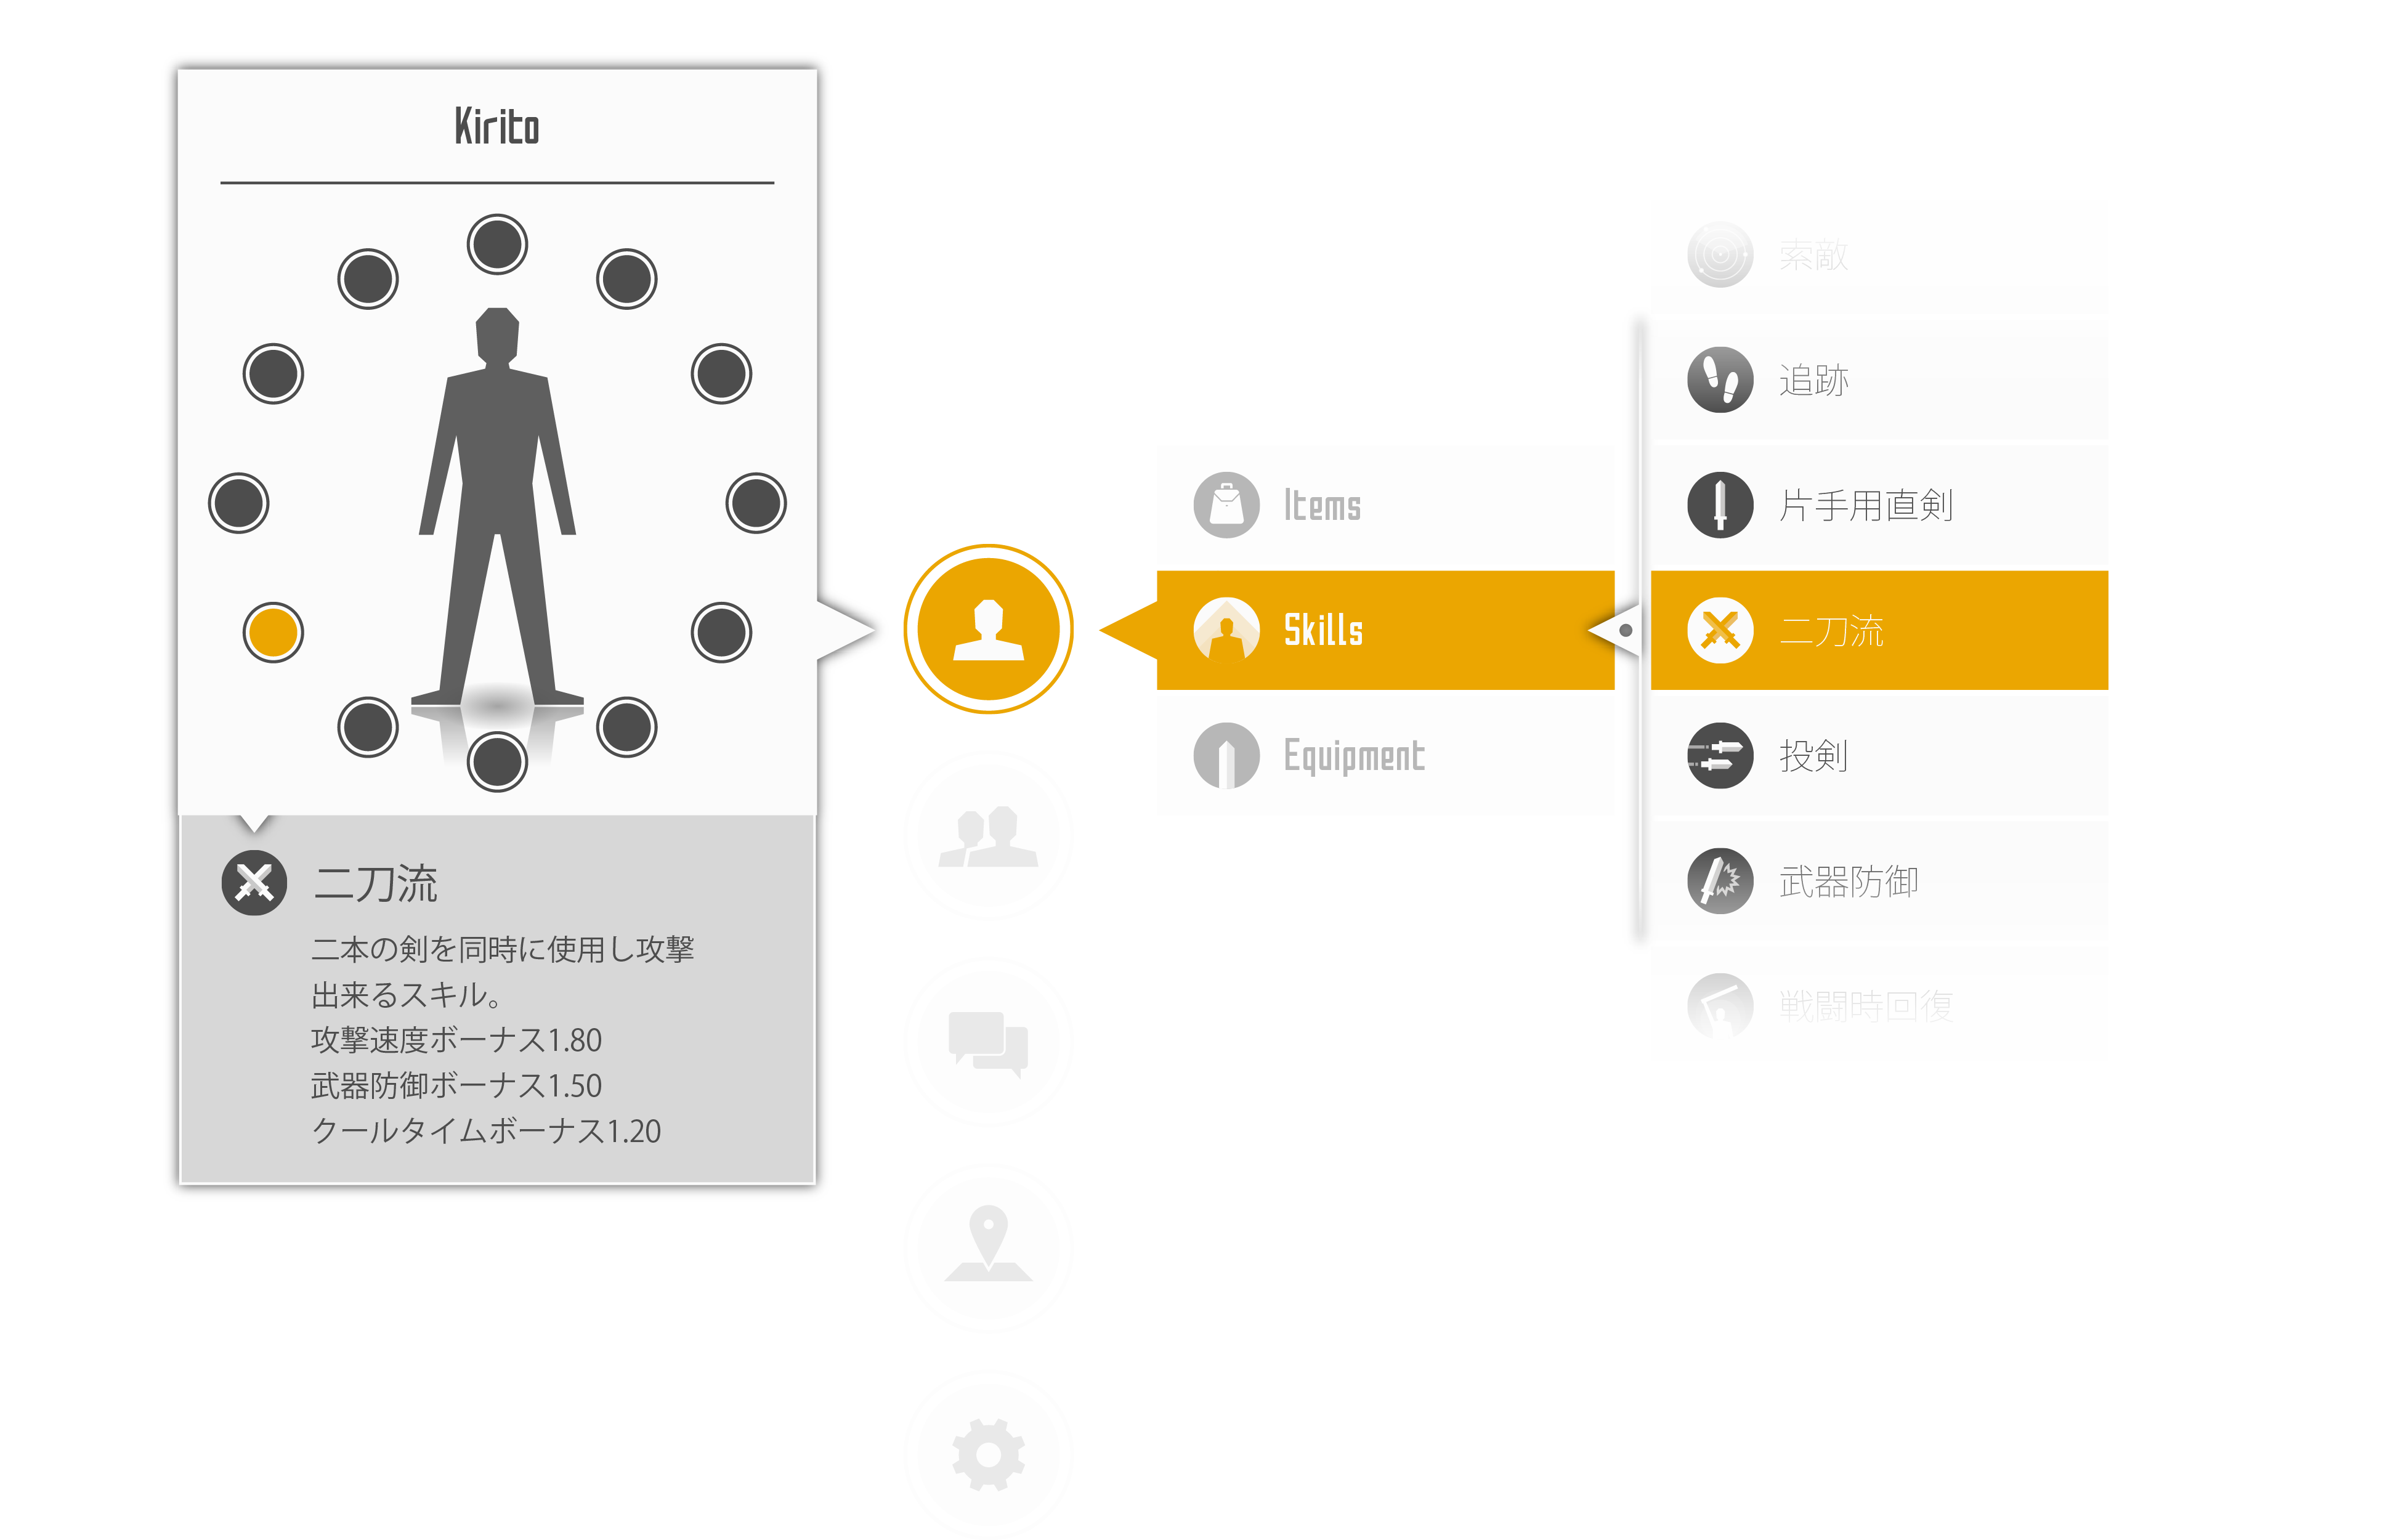 Kirito
二刀流
二本の剣を同時に使用し攻撃
出来るスキル。
攻撃速度ボーナス1.80
武器防御ボーナス1.50
クールタイムボーナス1.20
Items
Skills
Equipment
索敵
追跡
片手用直剣
二刀流
投剣
武器防御
戦闘時回復